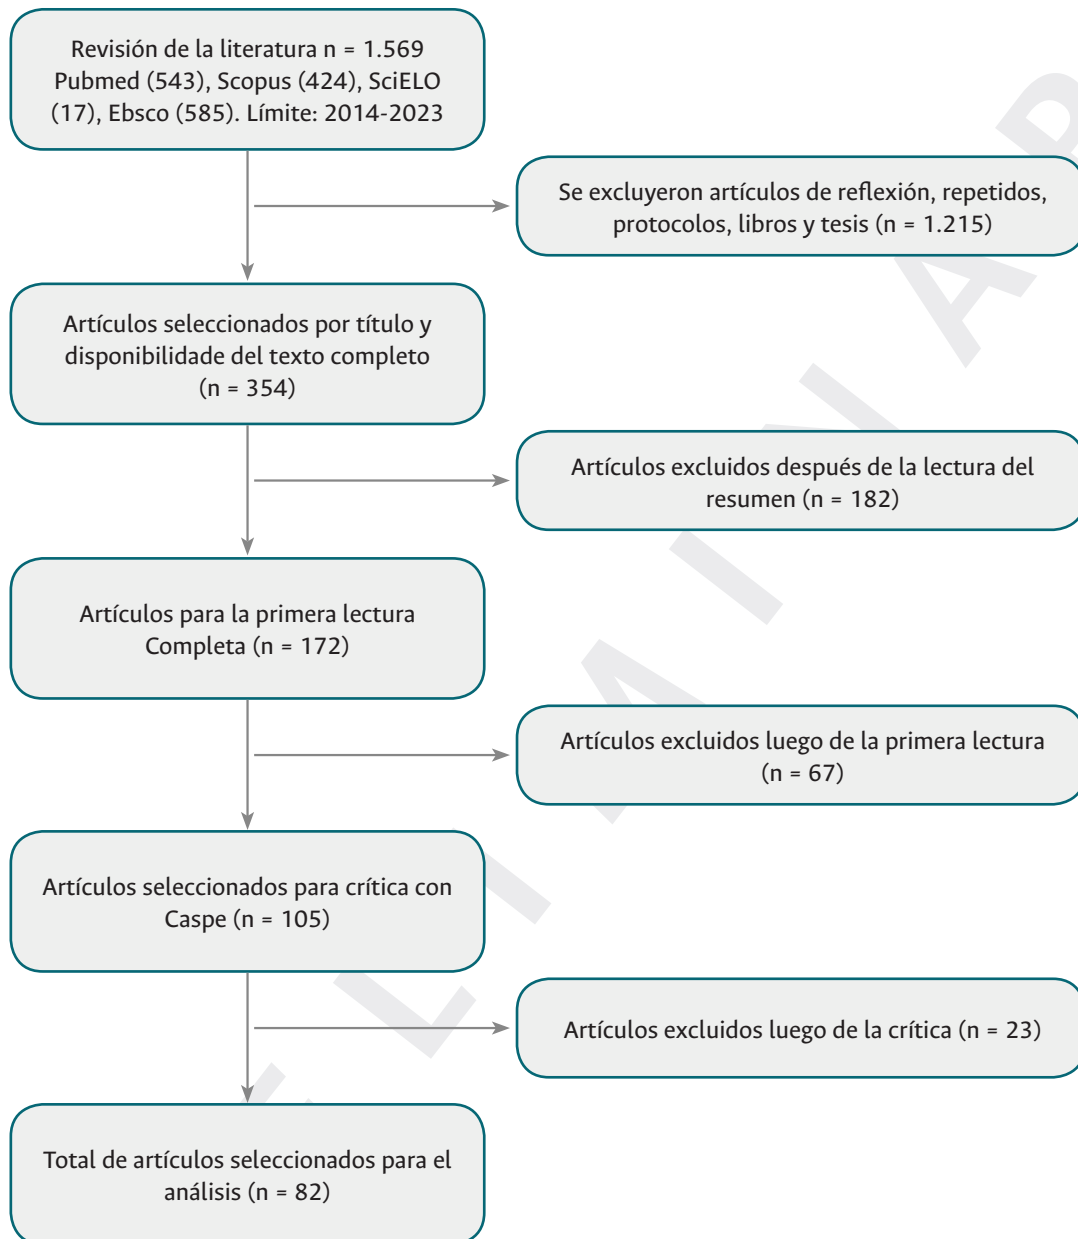 Revisión de la literatura n = 1.569
Pubmed (543), Scopus (424), SciELO
(17), Ebsco (585). Límite: 2014-2023
Se excluyeron artículos de reflexión, repetidos,
protocolos, libros y tesis (n = 1.215)
Artículos seleccionados por título y
disponibilidade del texto completo
(n = 354)
Artículos excluidos después de la lectura del
resumen (n = 182)
Artículos para la primera lectura
Completa (n = 172)
Artículos excluidos luego de la primera lectura
(n = 67)
Artículos seleccionados para crítica con
Caspe (n = 105)
Artículos excluidos luego de la crítica (n = 23)
Total de artículos seleccionados para el
análisis (n = 82)